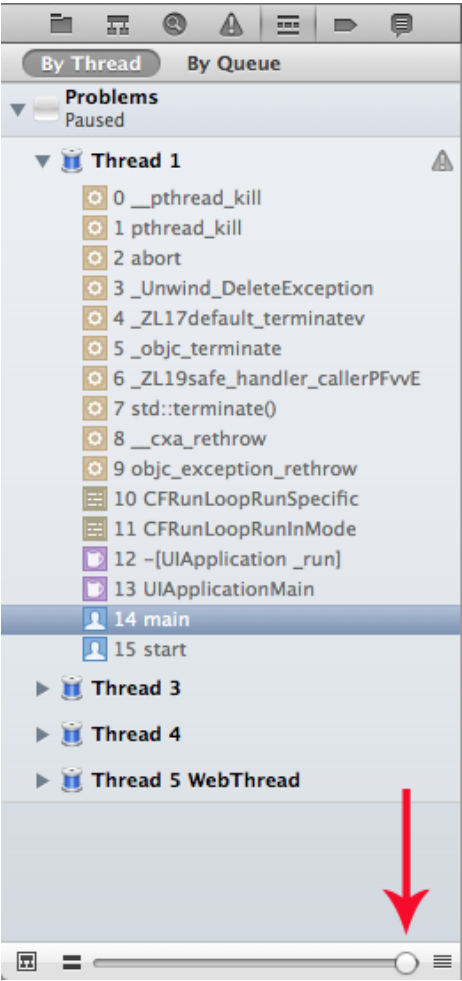 By Thread By Queue
Problems
Paused
Thread 1
0 __pthread_kill
1 pthread_kill
2 abort
3 _Unwind_DeleteException
4 _ZL17default_terminatev
5 _objc_terminate
6 _ZL19safe_handler_callerPFvvE
7 std::terminate()
8 __cxa_rethrow
9 objc_exception_rethrow
10 CFRunLoopRunSpecific
11 CFRunLoopRunInMode
12 -[UIApplication _run]
13 UIApplicationMain
14 main
15 start
Thread 3
Thread 4
Thread 5 WebThread